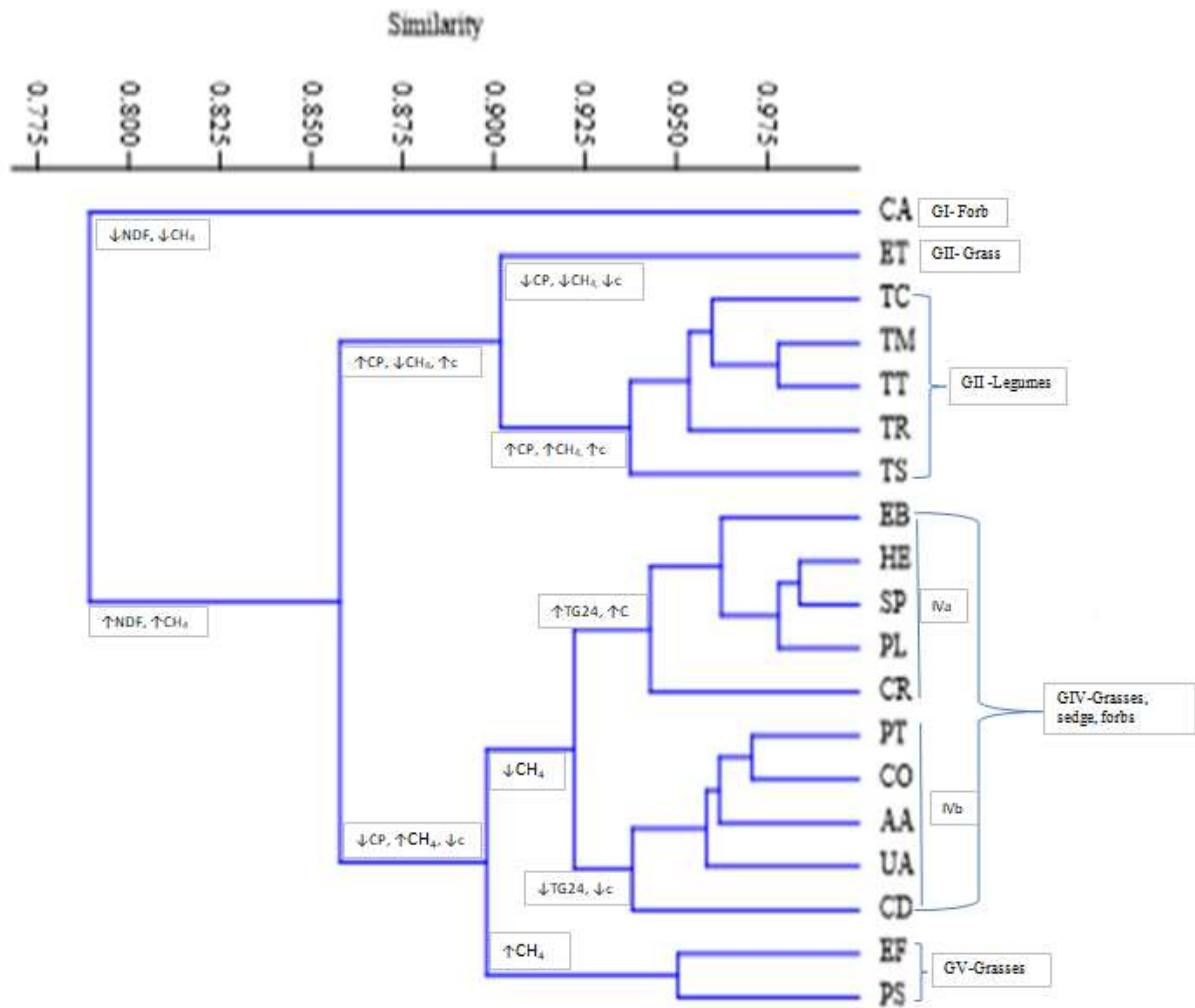 Similarity
0.775
0.800
0.825
0.850
0.875
0.900
0.925
0.950
0.975
CA
GI- Forb
↓NDF, ↓CH₄
ET
GII- Grass
↓CP, ↓CH₄, ↓c
TC
TM
↑CP, ↓CH₄, ↑c
TT
GII -Legumes
TR
↑CP, ↑CH₄, ↑c
TS
EB
HE
↑TG24, ↑C
SP
IVa
↑NDF, ↑CH₄
PL
CR
GIV-Grasses,
sedge, forbs
PT
↓CH₄
CO
AA
IVb
↓CP, ↑CH₄, ↓c
UA
↓TG24, ↓c
CD
↑CH₄
EF
GV-Grasses
PS